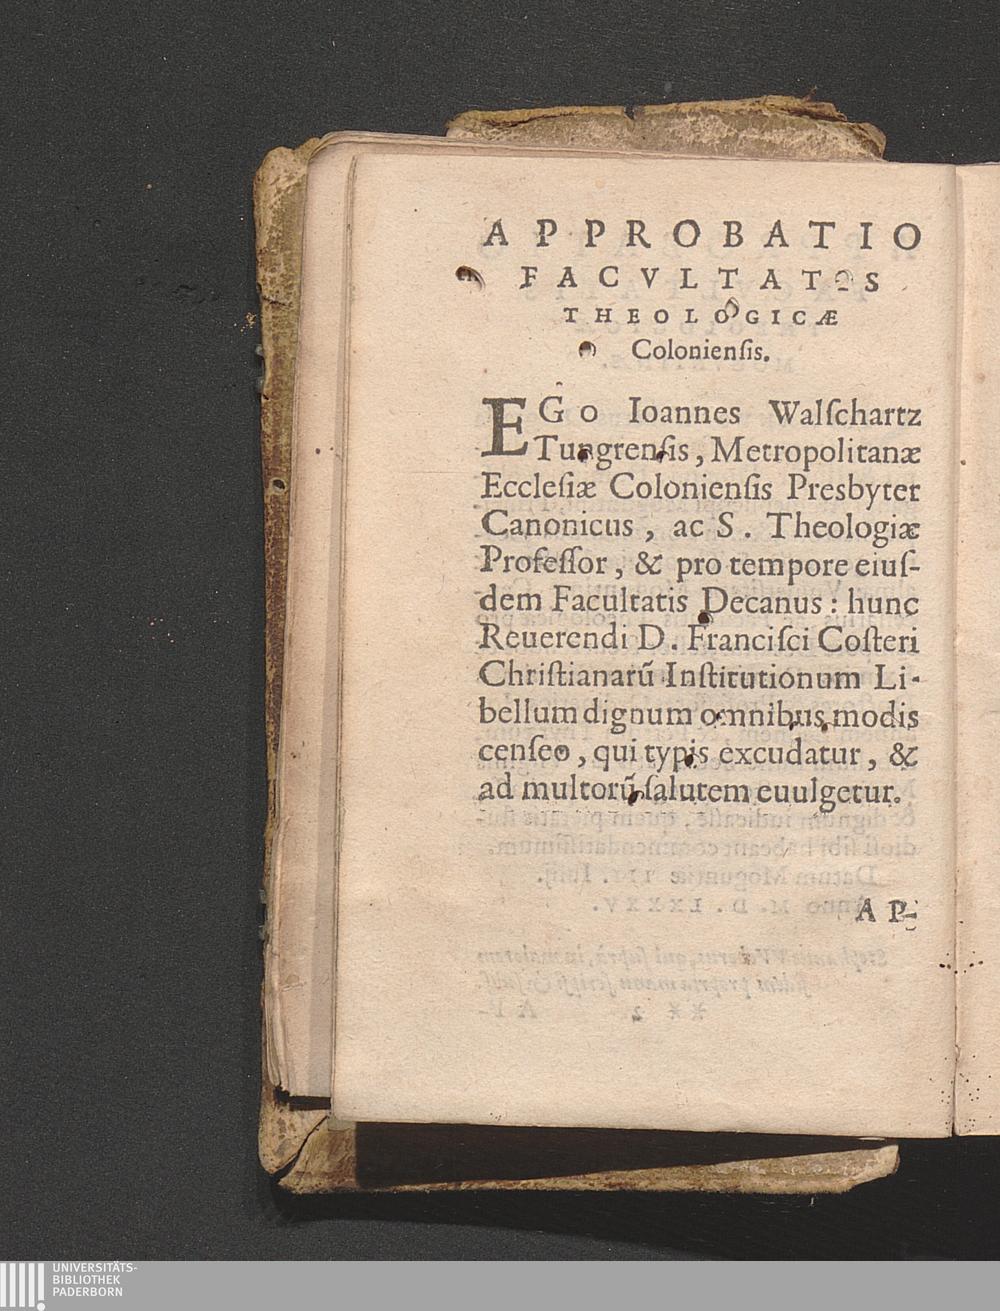 APPROBATIO
FACVLTATIS
THEOLOGICÆ
Colonienſis.
EGo Ioannes Walſchartz
Tungrenſis, Metropolitanæ
Eccleſiæ Colonienſis Presbyter
Canonicus, ac S. Theologiæ
Profeſſor, & pro tempore eiuſ-
dem Facultatis Decanus: hunc
Reuerendi D. Franciſci Coſteri
Chriſtianarũ Inſtitutionum Li-
bellum dignum omnibus modis
cenſeo, qui typis excudatur, &
ad multorũ ſalutem euulgetur.
AP-
UNIVERSITÄTS-
BIBLIOTHEK
PADERBORN